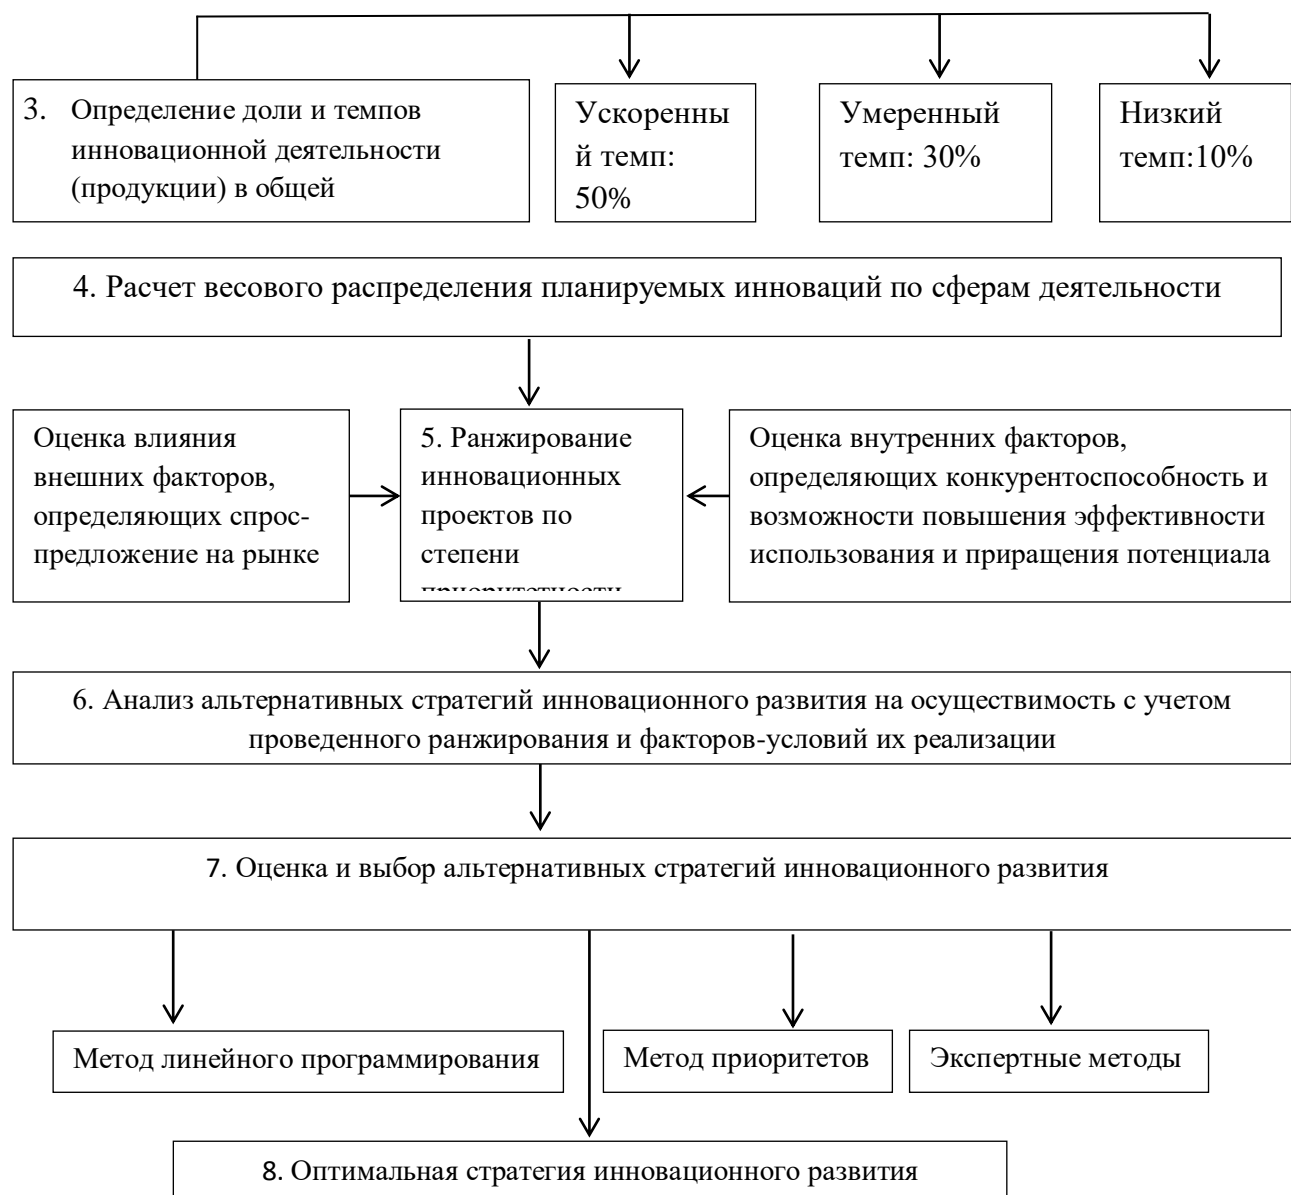 3. Определение доли и темпов
инновационной деятельности
(продукции) в общей
Ускоренны
й темп:
50%
Умеренный
темп: 30%
Низкий
темп:10%
4. Расчет весового распределения планируемых инноваций по сферам деятельности
Оценка влияния
внешних факторов,
определяющих спрос-
предложение на рынке
5. Ранжирование
инновационных
проектов по
степени
приоритетности
Оценка внутренних факторов,
определяющих конкурентоспособность и
возможности повышения эффективности
использования и приращения потенциала
6. Анализ альтернативных стратегий инновационного развития на осуществимость с учетом
проведенного ранжирования и факторов-условий их реализации
7. Оценка и выбор альтернативных стратегий инновационного развития
Метод линейного программирования
Метод приоритетов
Экспертные методы
8. Оптимальная стратегия инновационного развития